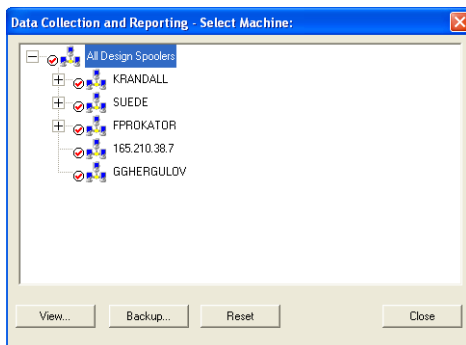 Data Collection and Reporting - Select Machine:
All Design Spoolers
KRANDALL
SUEDE
FPROKATOR
165.210.38.7
GGHERGULOV
View... Backup... Reset Close